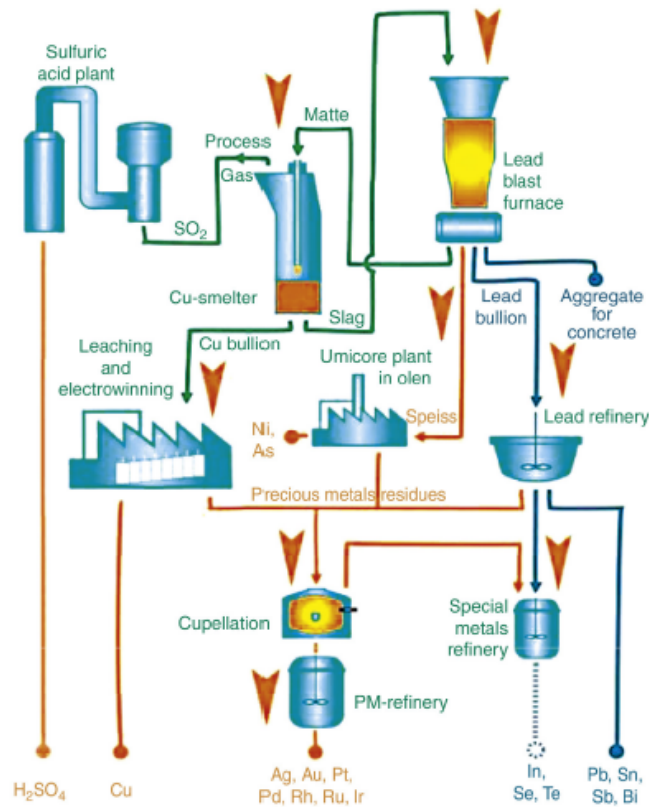 Sulfuric
acid plant
Matte
Process
Gas
Lead
blast
furnace
SO2
Cu-smelter
Slag
Lead
bullion
Aggregate
for
concrete
Cu bullion
Leaching
and
electrowinning
Umicore plant
in olen
Ni,
As
Speiss
Lead refinery
Precious metals residues
Cupellation
Special
metals
refinery
PM-refinery
H2SO4
Cu
Ag, Au, Pt,
Pd, Rh, Ru, Ir
In,
Se, Te
Pb, Sn,
Sb, Bi